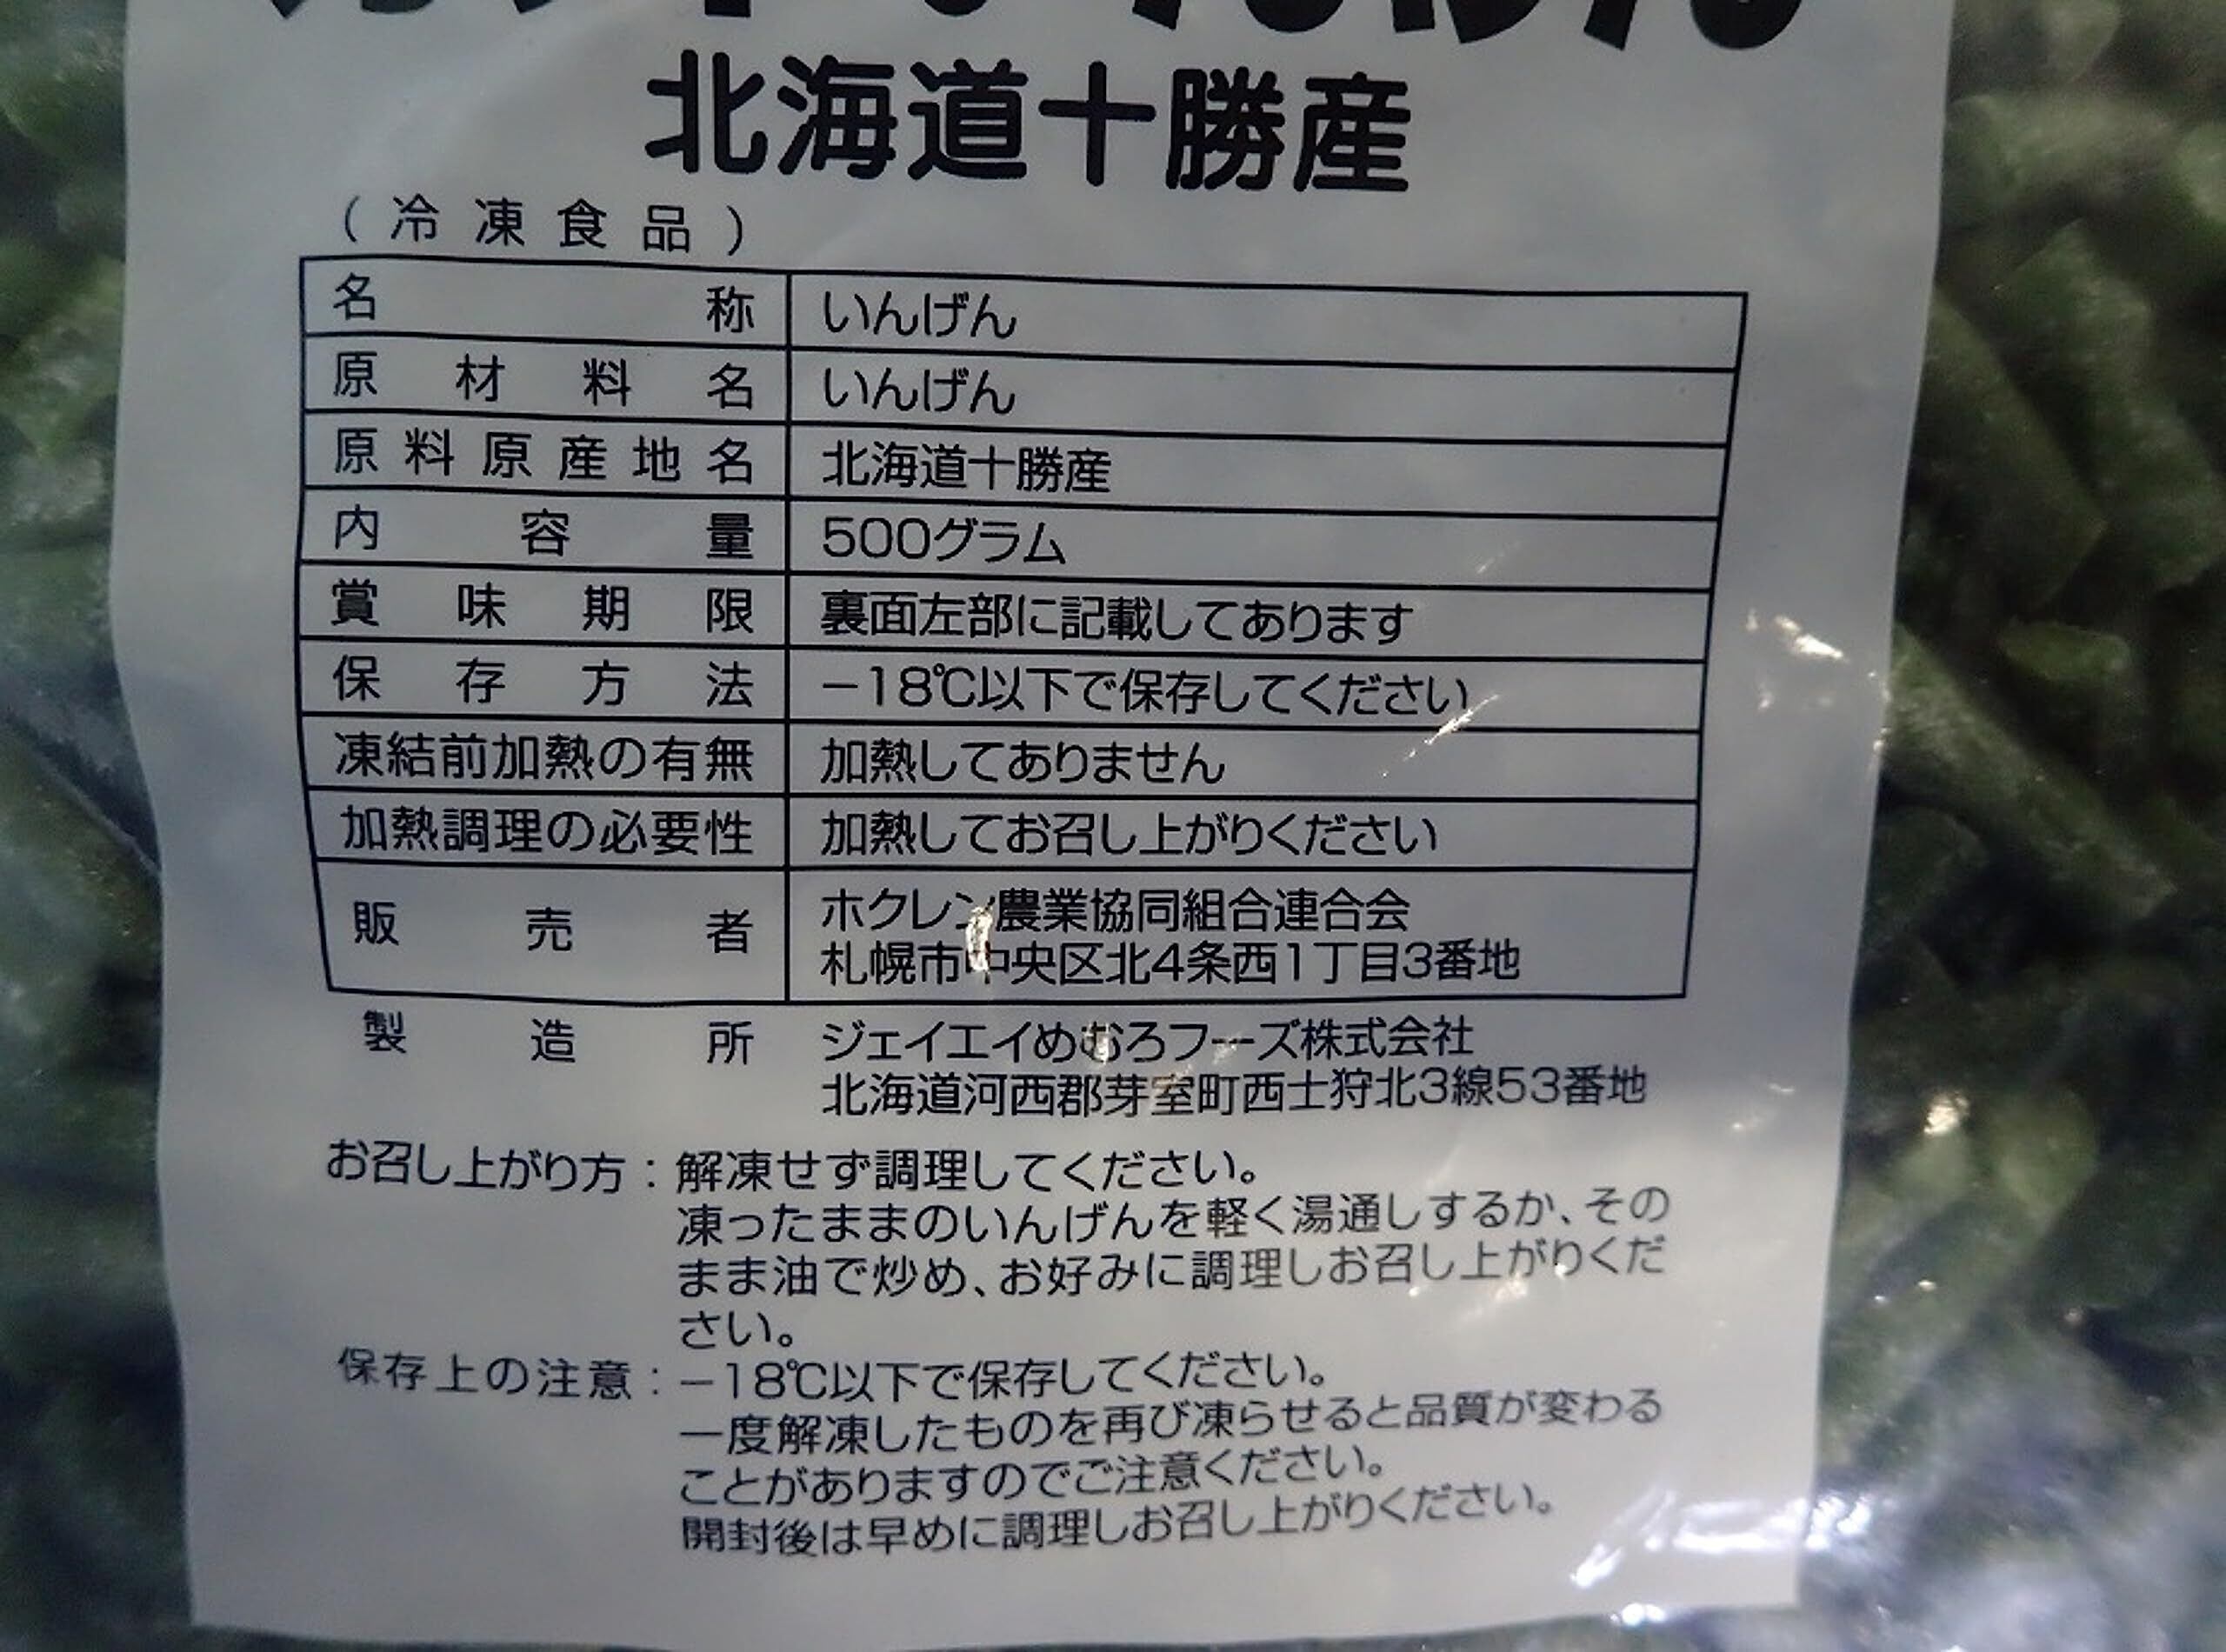 北海道十勝産
(冷凍食品)
名称 いんげん
原材料名 いんげん
原料原産地名 北海道十勝産
内容量 500グラム
賞味期限 裏面左部に記載してあります
保存方法 −18℃以下で保存してください
凍結前加熱の有無 加熱してありません
加熱調理の必要性 加熱してお召し上がりください
販売者 ホクレン農業協同組合連合会
札幌市中央区北4条西1丁目3番地
製造所 ジェイエイめむろフーズ株式会社
北海道河西郡芽室町西士狩北3線53番地
お召し上がり方：解凍せず調理してください。
凍ったままのいんげんを軽く湯通しするか、その
まま油で炒め、お好みに調理しお召し上がりくだ
さい。
保存上の注意：−18℃以下で保存してください。
一度解凍したものを再び凍らせると品質が変わる
ことがありますのでご注意ください。
開封後は早めに調理しお召し上がりください。